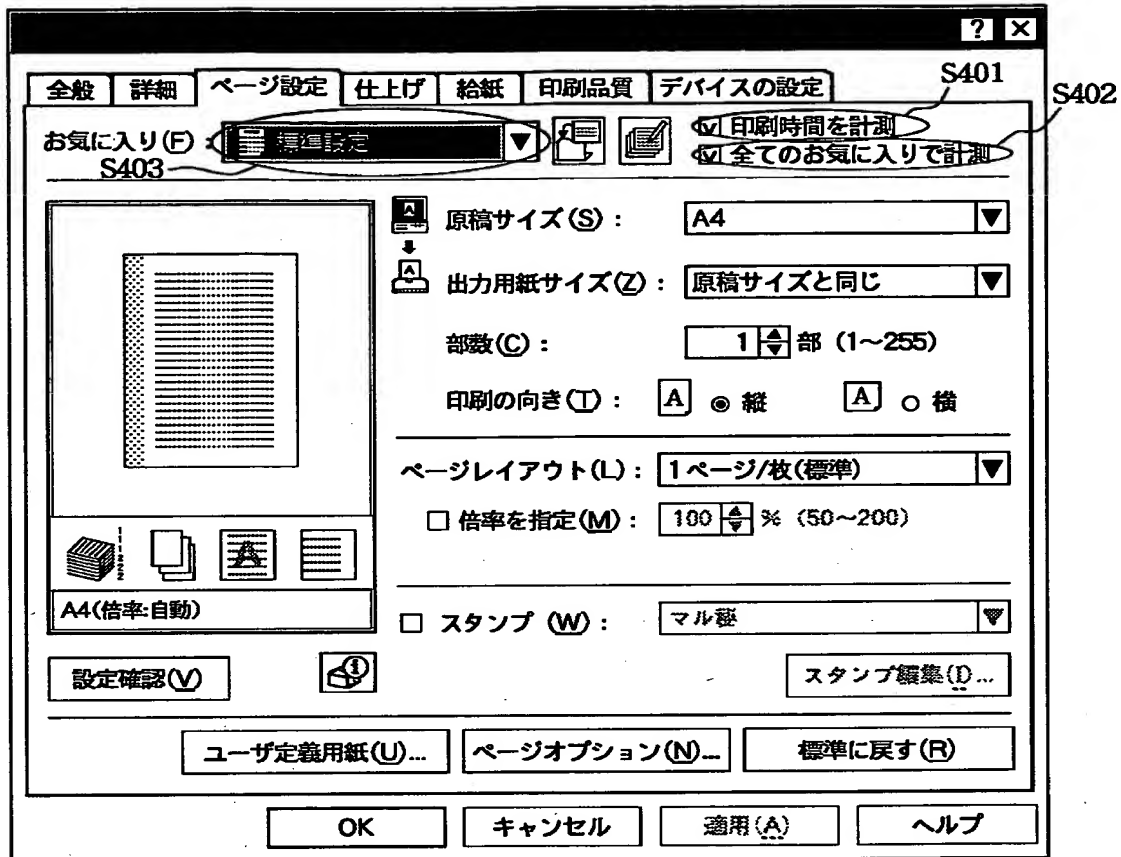 ? ×
S401
全般 詳細 ページ設定 仕上げ 給紙 印刷品質 デバイスの設定
S402
お気に入り(F) : 標準設定 ▼ 印刷時間を計測
S403 全てのお気に入りで計測
原稿サイズ(S) : A4 ▼
出力用紙サイズ(Z) : 原稿サイズと同じ ▼
部数(C) : 1 部 (1～255)
印刷の向き(T) : A 縦 A 横
ページレイアウト(L) : 1ページ/枚(標準) ▼
倍率を指定(M) : 100 % (50～200)
A4(倍率:自動)
スタンプ (W) : マル秘 ▼
設定確認(V) スタンプ編集(I)...
ユーザ定義用紙(U)... ページオプション(N)... 標準に戻す(R)
OK キャンセル 適用(A) ヘルプ